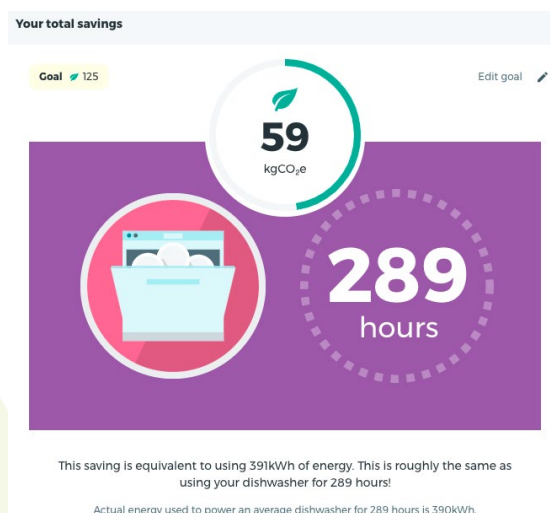 Your total savings
Goal 125
Edit goal
59
kgCO₂e
289
hours
This saving is equivalent to using 391kWh of energy. This is roughly the same as
using your dishwasher for 289 hours!
Actual energy used to power an average dishwasher for 289 hours is 390kWh.